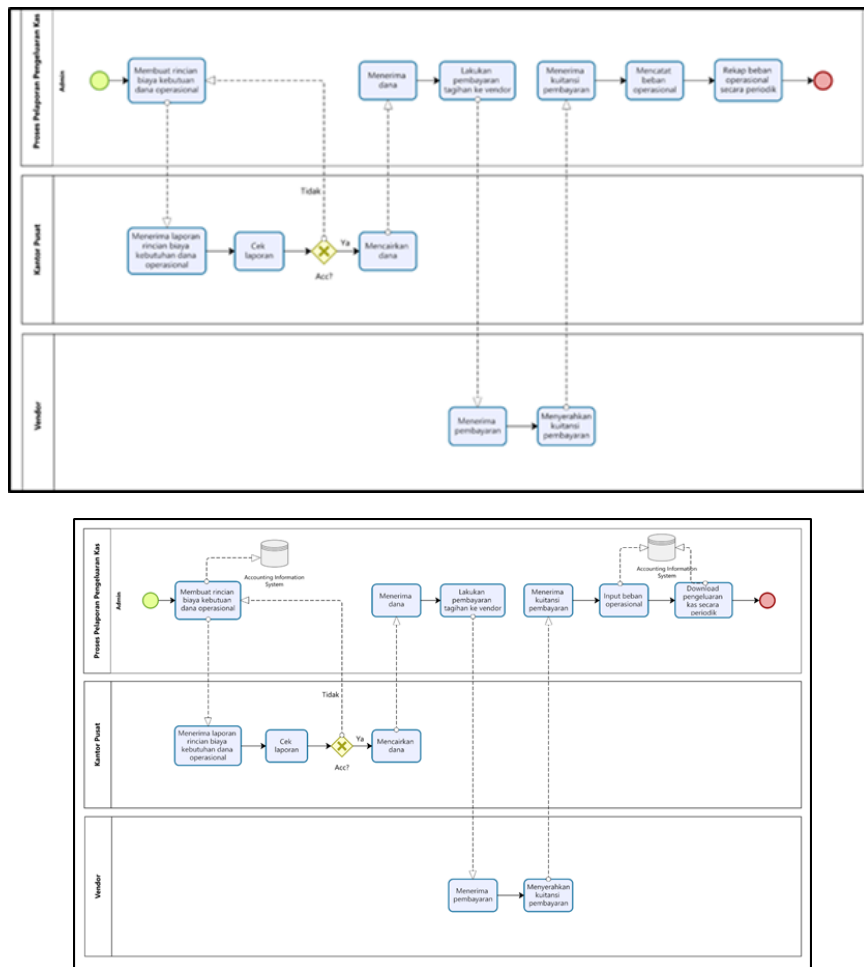 Proses Pelaporan Pengeluaran Kas
Admin
Membuat rincian
biaya kebutuan
dana operasional
Menerima
dana
Lakukan
pembayaran
tagihan ke vendor
Menerima
kuitansi
pembayaran
Mencatat
beban
operasional
Rekap beban
operasional
secara periodik
Tidak
Kantor Pusat
Menerima laporan
rincian biaya
kebutuhan dana
operasional
Cek
laporan
Ya
Acc?
Mencairkan
dana
Vendor
Menerima
pembayaran
Menyerahkan
kuitansi
pembayaran
Proses Pelaporan Pengeluaran Kas
Admin
Accounting Information
System
Membuat rincian
biaya kebutuan
dana operasional
Menerima
dana
Lakukan
pembayaran
tagihan ke vendor
Menerima
kuitansi
pembayaran
Accounting Information
System
Input beban
operasional
Download
pengeluaran
kas secara
periodik
Tidak
Kantor Pusat
Menerima laporan
rincian biaya
kebutuhan dana
operasional
Cek
laporan
Ya
Acc?
Mencairkan
dana
Vendor
Menerima
pembayaran
Menyerahkan
kuitansi
pembayaran